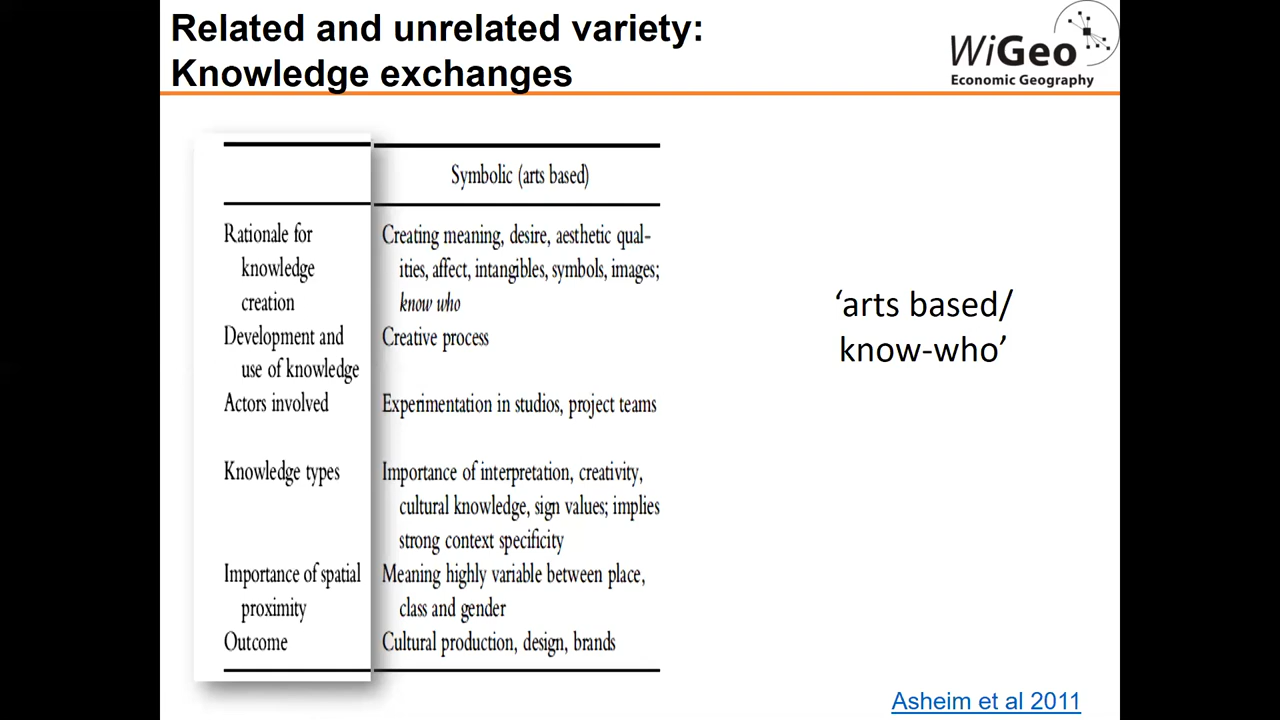 Related and unrelated variety:
Knowledge exchanges
WiGeo
Economic Geography
Symbolic (arts based)
Rationale for
knowledge
creation
Creating meaning, desire, aesthetic qual-
ities, affect, intangibles, symbols, images;
know who
Development and
use of knowledge
Creative process
Actors involved
Experimentation in studios, project teams
Knowledge types
Importance of interpretation, creativity,
cultural knowledge, sign values; implies
strong context specificity
Importance of spatial
proximity
Meaning highly variable between place,
class and gender
Outcome
Cultural production, design, brands
‘arts based/
know-who’
Asheim et al 2011